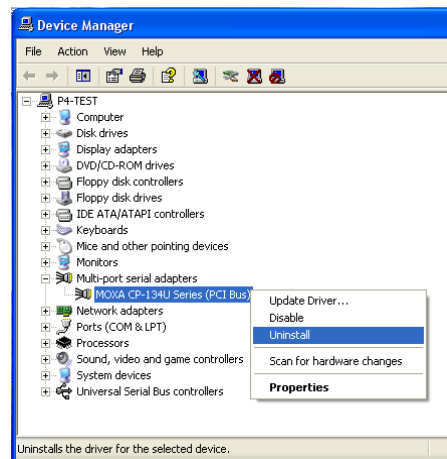 Device Manager
File Action View Help
P4-TEST
Computer
Disk drives
Display adapters
DVD/CD-ROM drives
Floppy disk controllers
Floppy disk drives
IDE ATA/ATAPI controllers
Keyboards
Mice and other pointing devices
Monitors
Multi-port serial adapters
MOXA CP-134U Series (PCI Bus)
Network adapters
Ports (COM & LPT)
Processors
Sound, video and game controllers
System devices
Universal Serial Bus controllers
Update Driver...
Disable
Uninstall
Scan for hardware changes
Properties
Uninstalls the driver for the selected device.